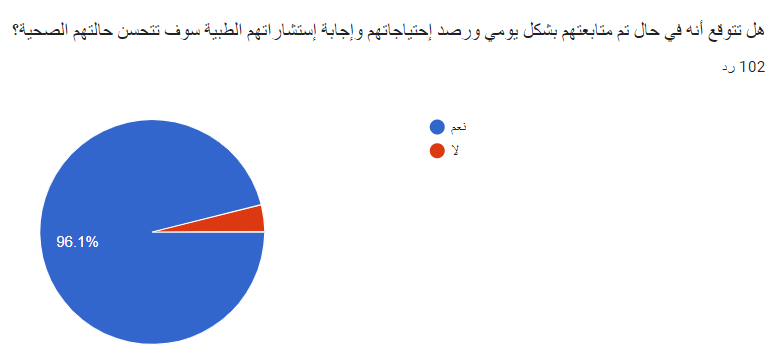 هل تتوقع أنه في حال تم متابعتهم بشكل يومي ورصد إحتياجاتهم وإجابة إستشاراتهم الطبية سوف تتحسن حالتهم الصحية؟
102 رد
نعم
لا
96.1%